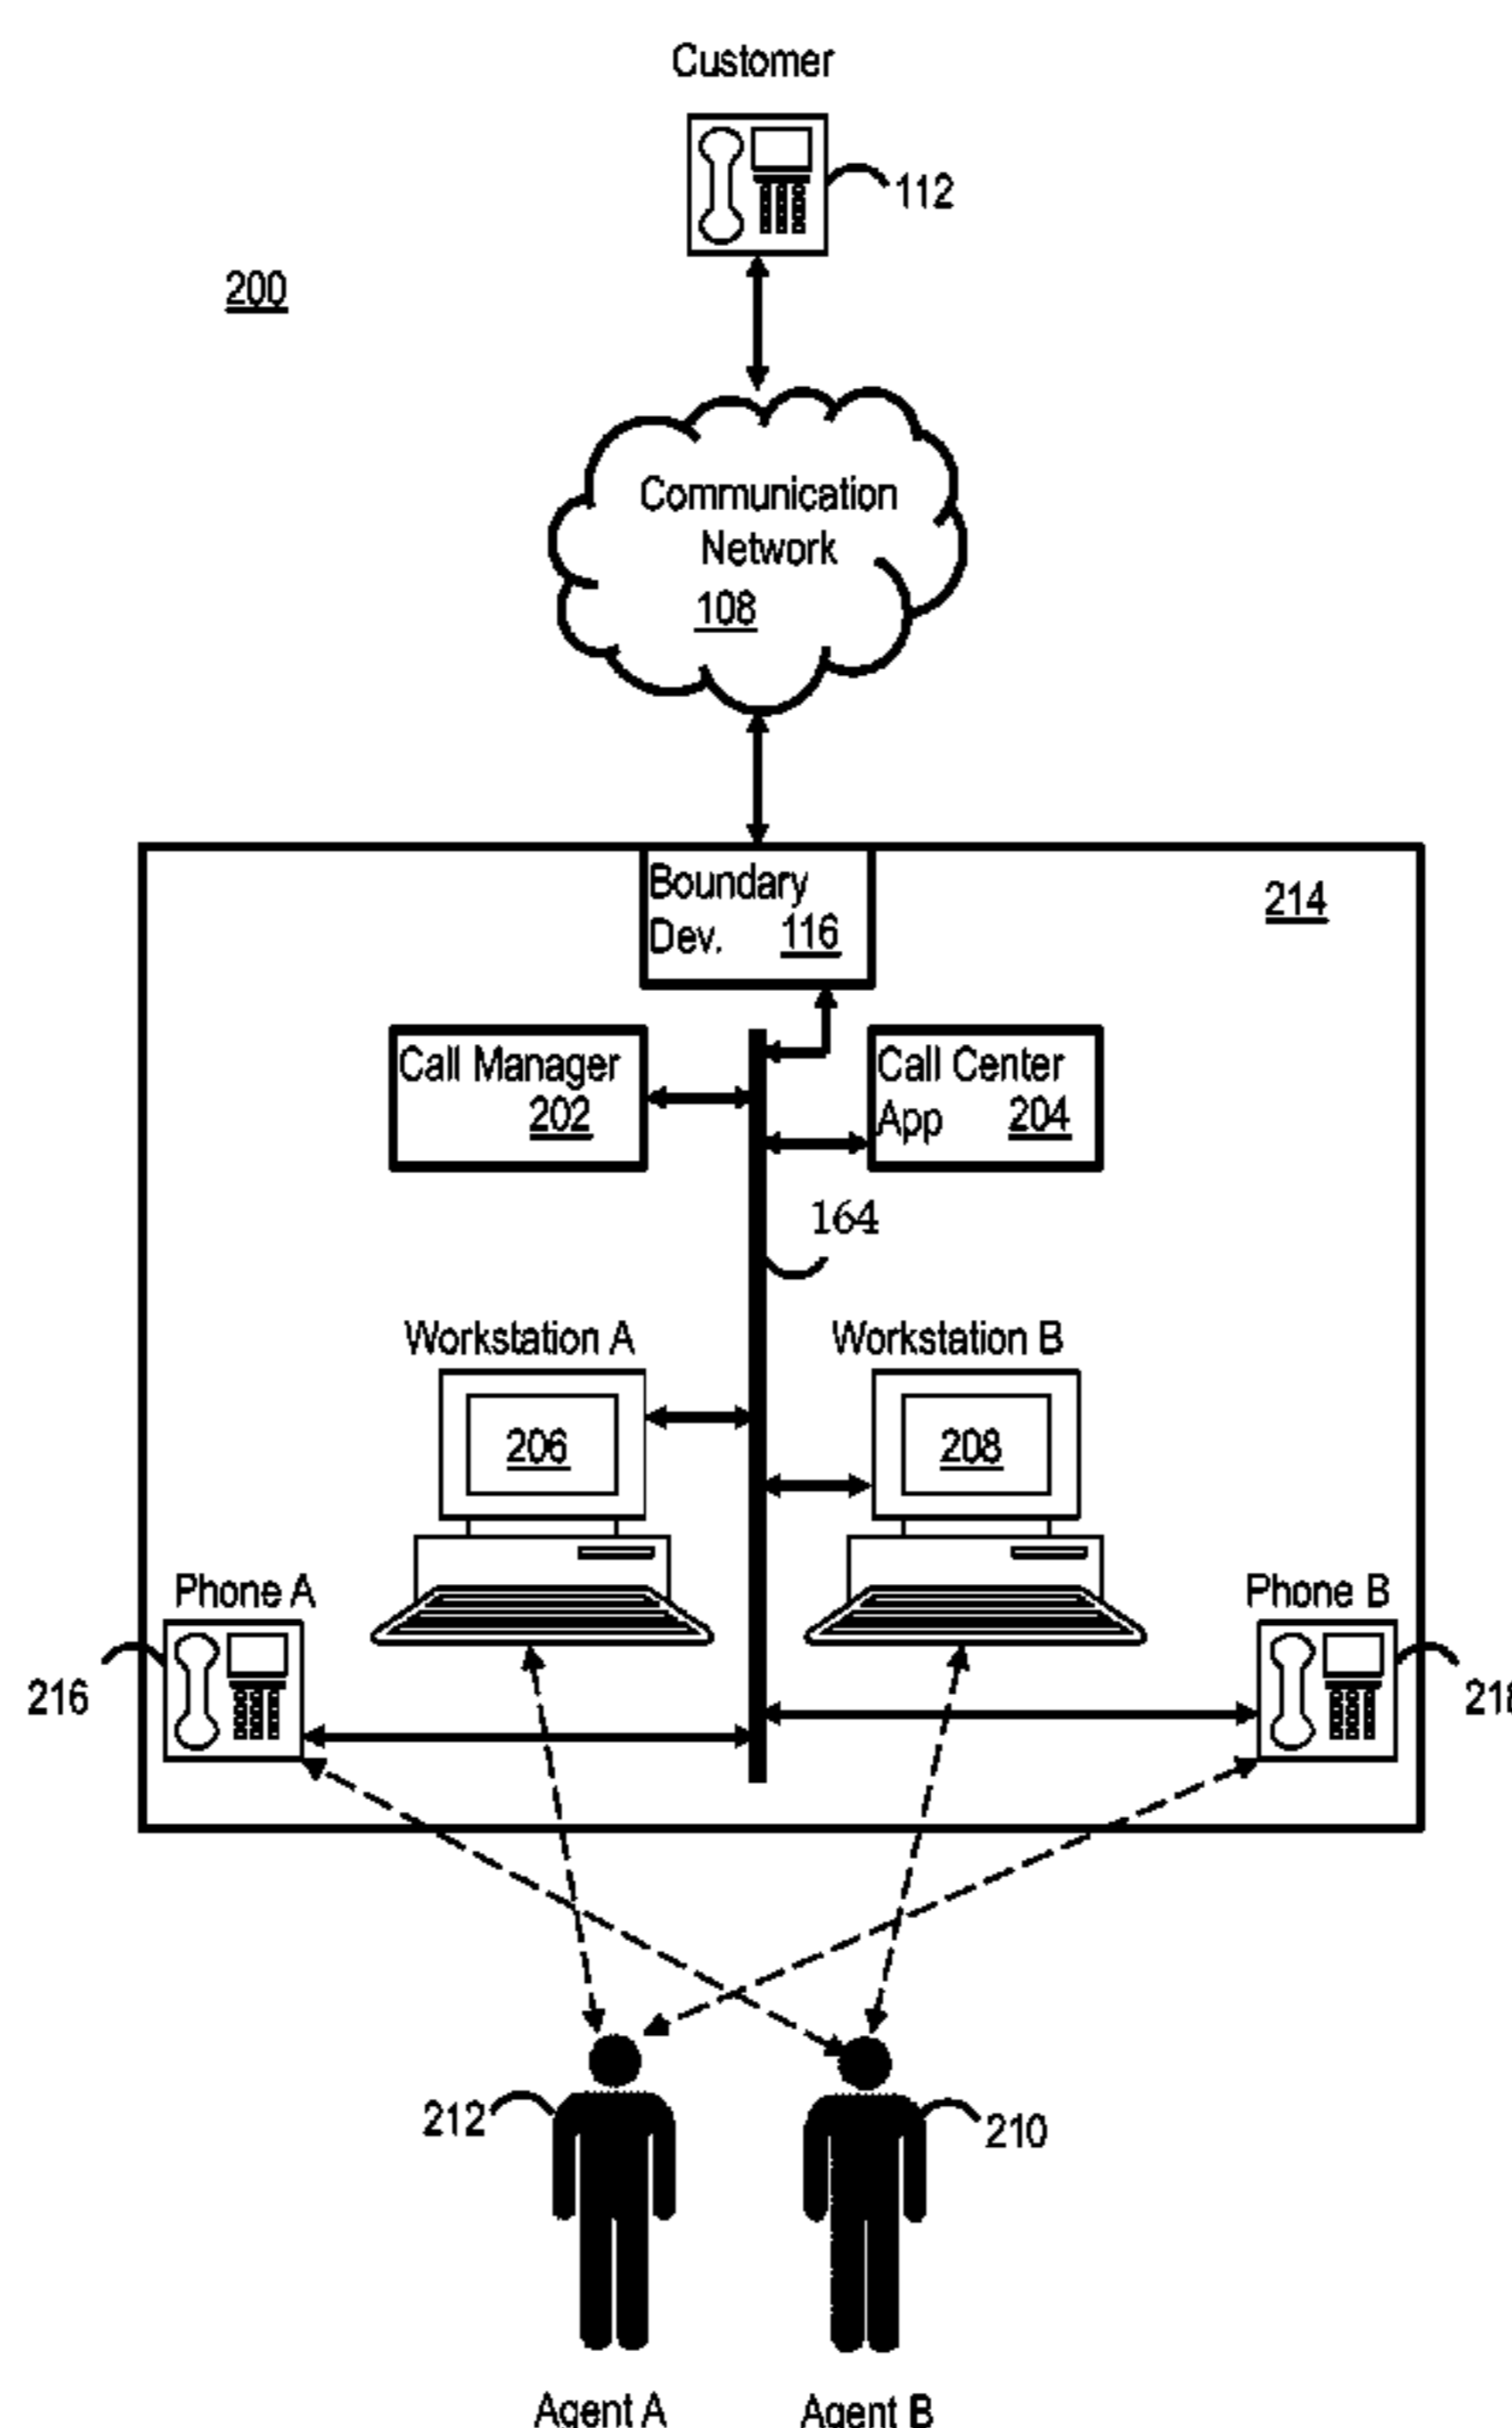 Customer
112
200
Communication
Network
108
Boundary
Dev. 116
214
Call Manager
202
Call Center
App 204
164
Workstation A
Workstation B
206
208
Phone A
Phone B
216
218
212
210
Agent A
Agent B